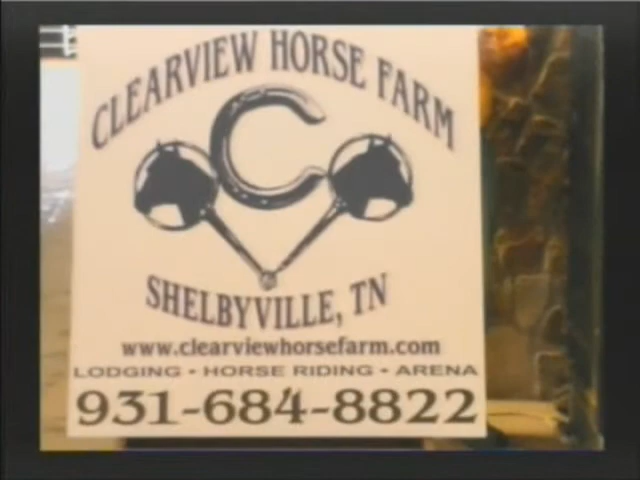 CLEARVIEW HORSE FARM
C
SHELBYVILLE, TN
www.clearviewhorsefarm.com
LODGING • HORSE RIDING • ARENA
931-684-8822